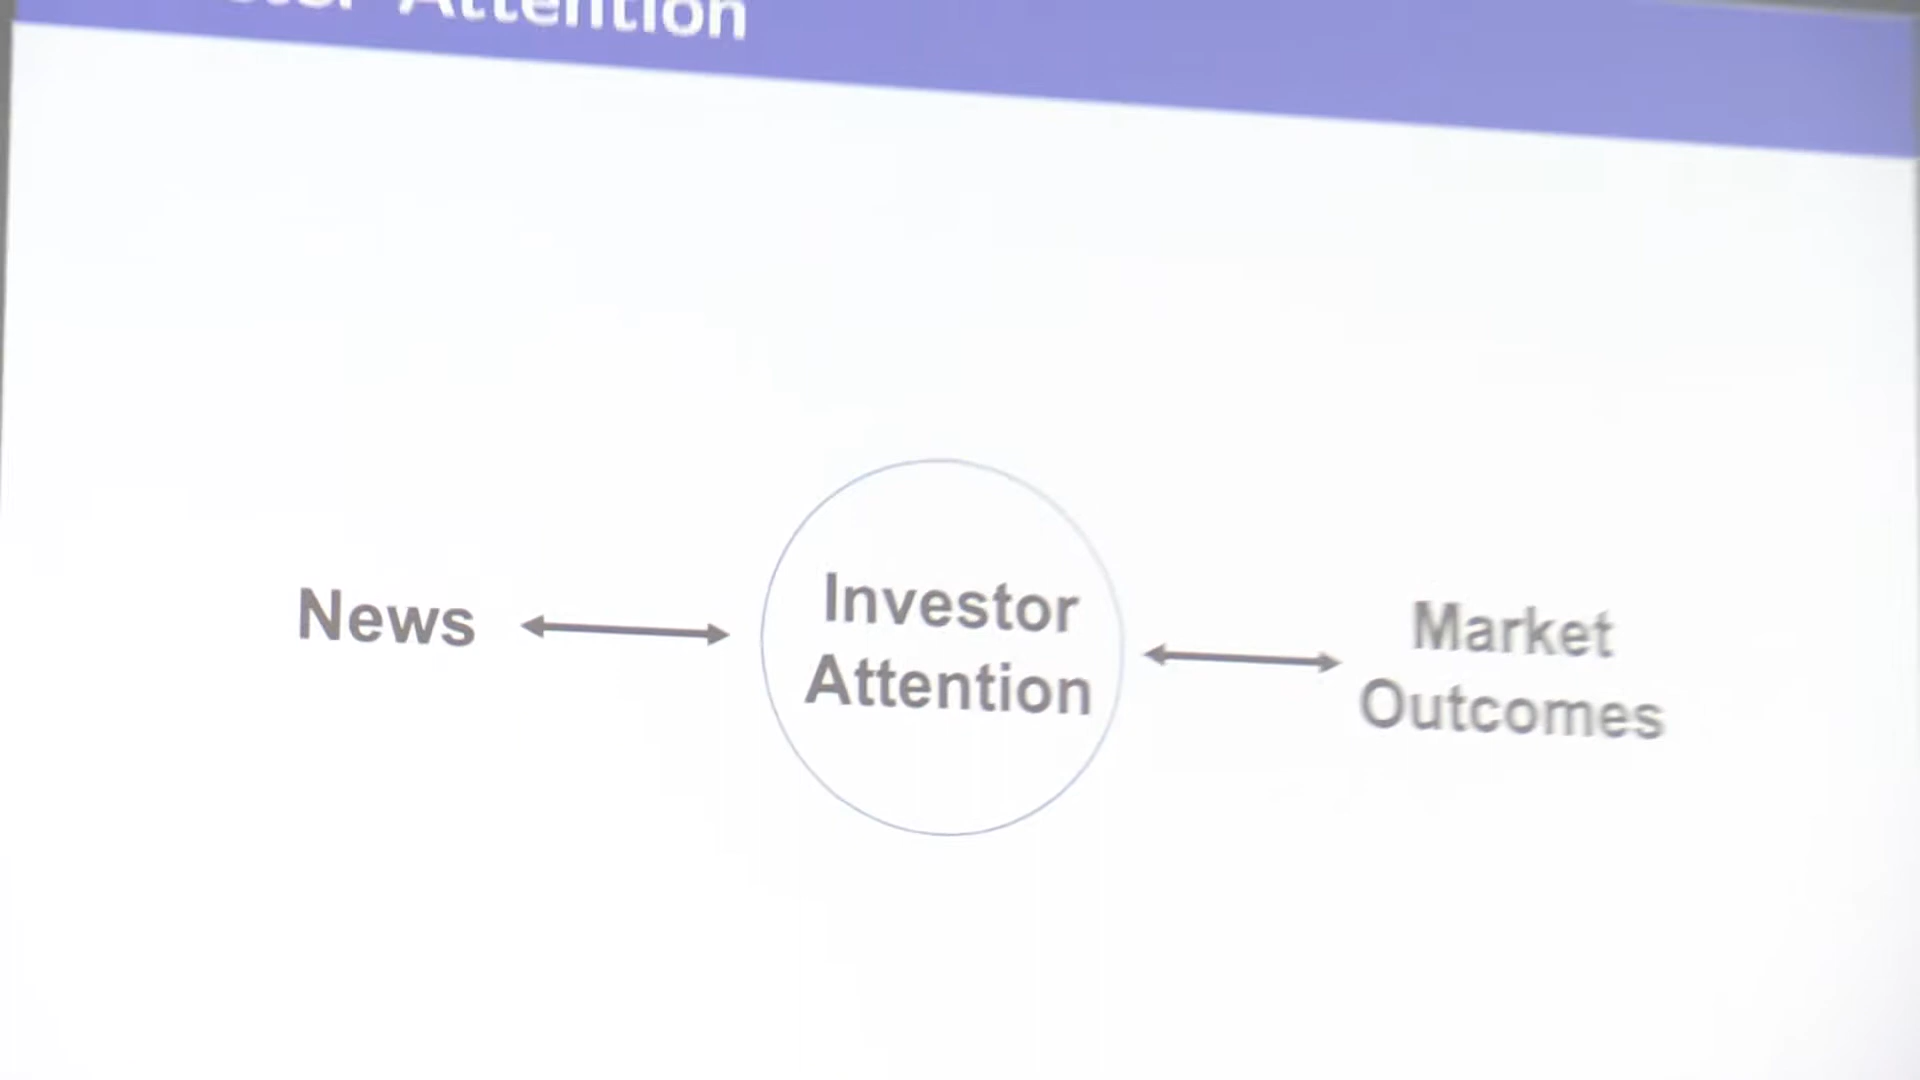 Attention
News
Investor
Attention
Market
Outcomes